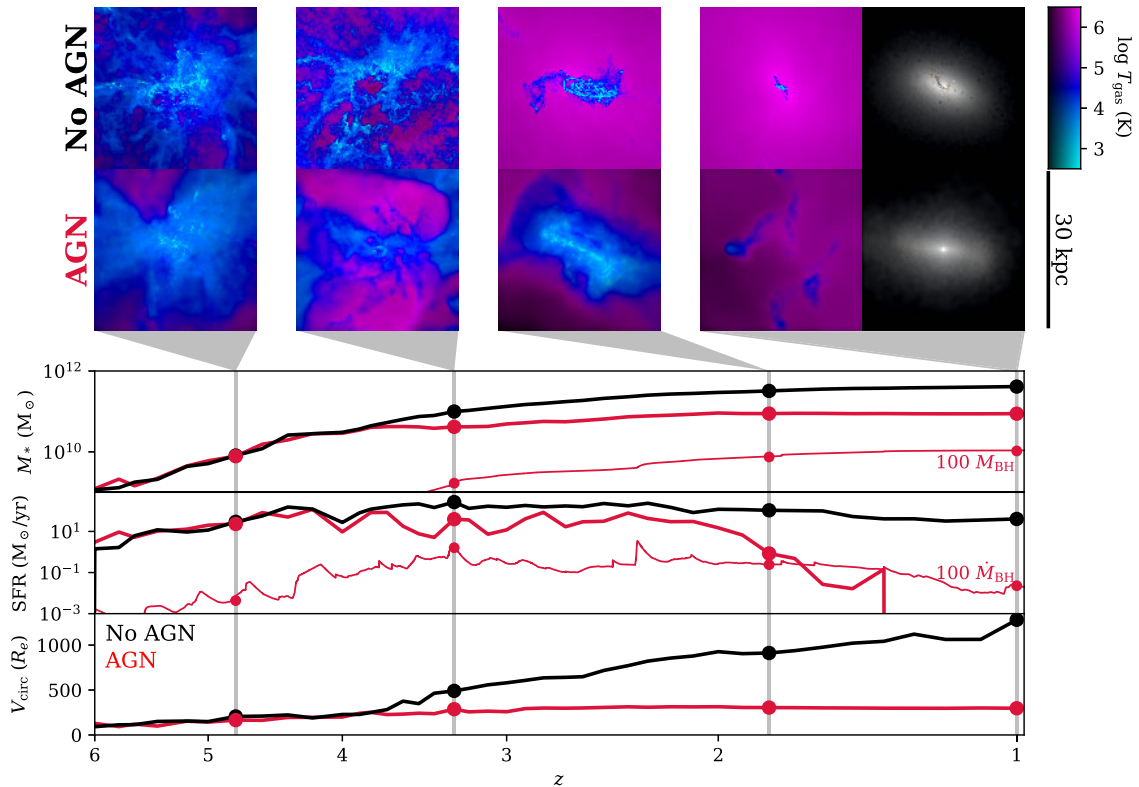 No AGN
AGN
6
5
4
3
log T_gas (K)
30 kpc
10^12
10^10
M_* (M_⊙)
100 M_BH
10^1
10^-1
10^-3
SFR (M_⊙/yr)
100 Ṁ_BH
No AGN
AGN
1000
500
0
V_circ (R_e)
6
5
4
3
2
1
z